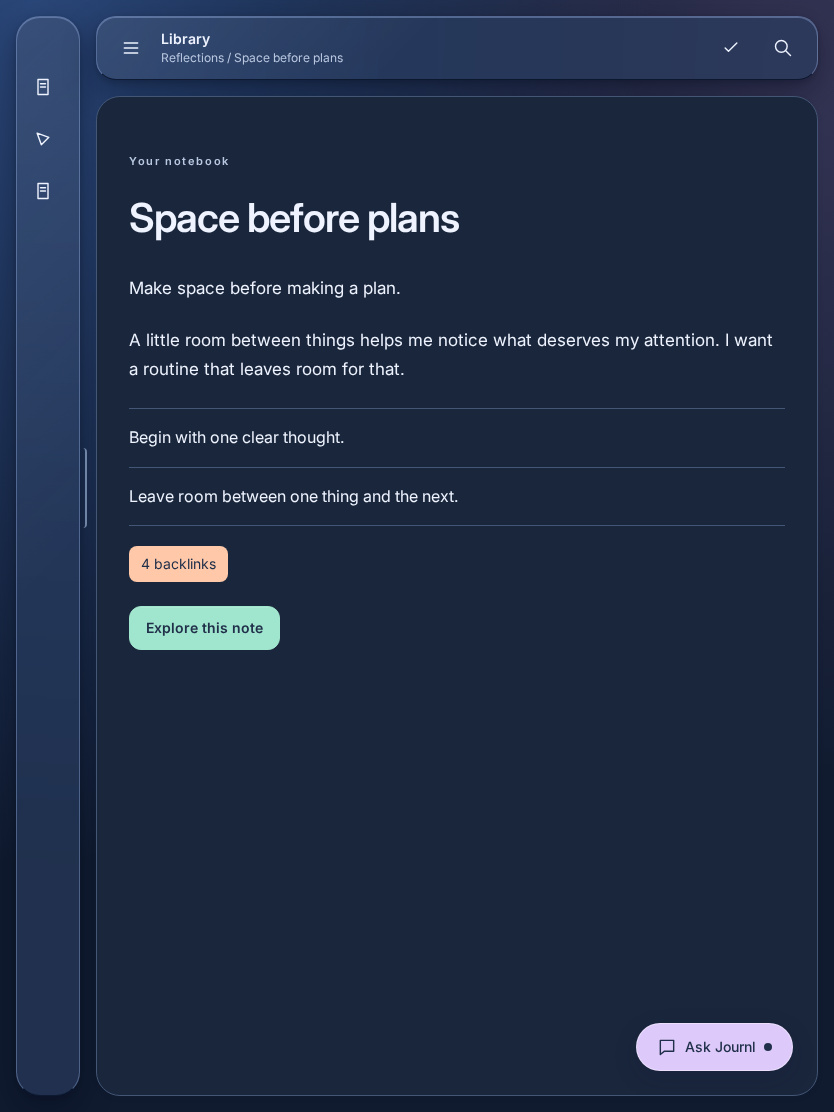 Library
Reflections / Space before plans
Your notebook
Space before plans
Make space before making a plan.
A little room between things helps me notice what deserves my attention. I want
a routine that leaves room for that.
Begin with one clear thought.
Leave room between one thing and the next.
4 backlinks
Explore this note
Ask Journl